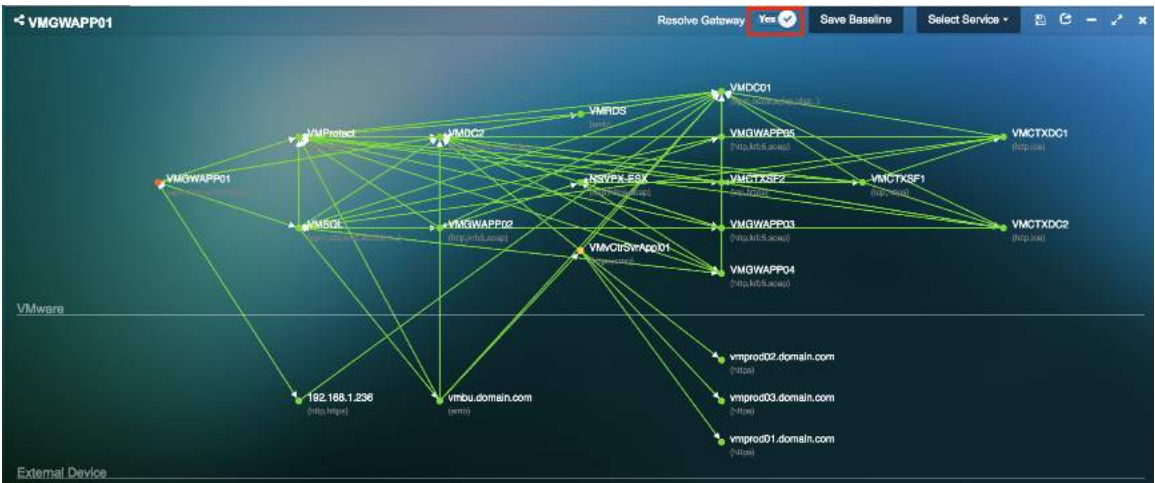 VMGWAPP01
Resolve Gateway Yes Save Baseline Select Service
VMDC01
VMRDS
VMProtect VMDC2 VMGWAPP05 VMCTXDC1
(http,krb5,soap) (http,ica)
VMGWAPP01 NSVPX-ESX VMCTXSF2 VMCTXSF1
VMSQL VMGWAPP02 VMGWAPP03 VMCTXDC2
(http,krb5,soap) (http,krb5,soap) (http,ica)
VMvCtrSvrAppl01
VMGWAPP04
(http,krb5,soap)
VMware
vmprod02.domain.com
(https)
192.168.1.236 vmbu.domain.com vmprod03.domain.com
(http,https) (smb) (https)
vmprod01.domain.com
(https)
External Device